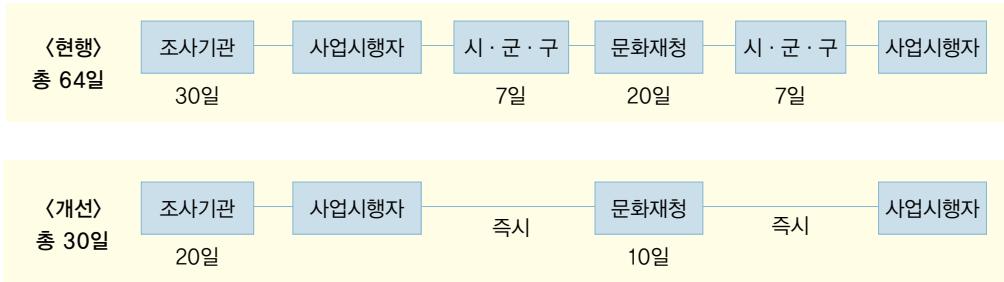 〈현행〉
총 64일
조사기관 사업시행자 시·군·구 문화재청 시·군·구 사업시행자
30일 7일 20일 7일
〈개선〉
총 30일
조사기관 사업시행자 즉시 문화재청 즉시 사업시행자
20일 10일